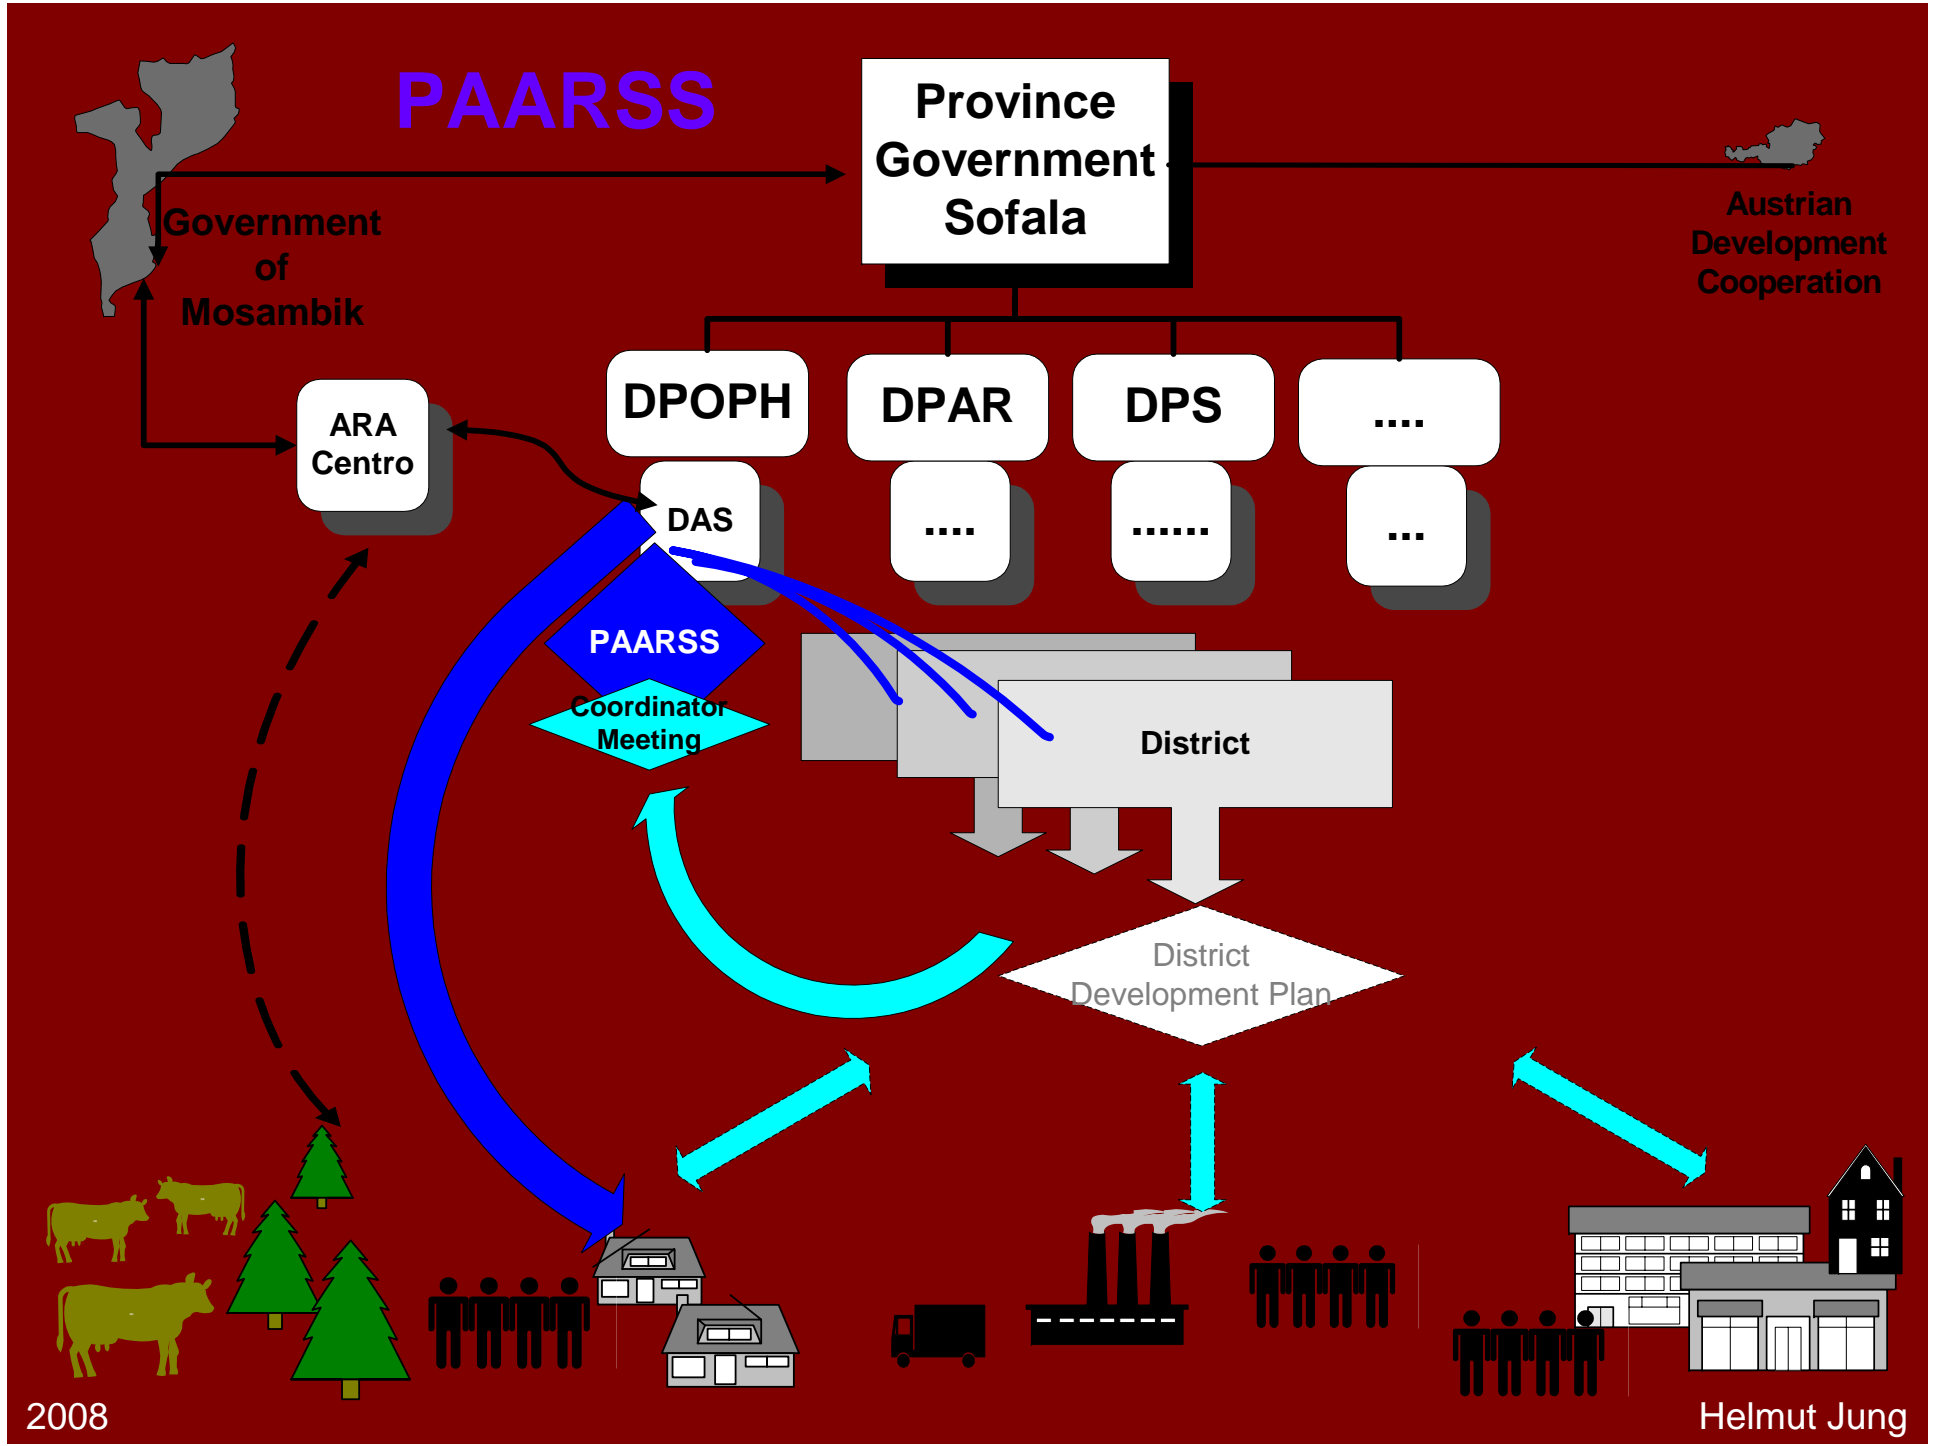 PAARSS
Province
Government
Sofala
Government
of
Mosambik
Austrian
Development
Cooperation
DPOPH
DPAR
DPS
....
ARA
Centro
DAS
....
......
...
PAARSS
Coordinator
Meeting
District
District
Development Plan
2008
Helmut Jung